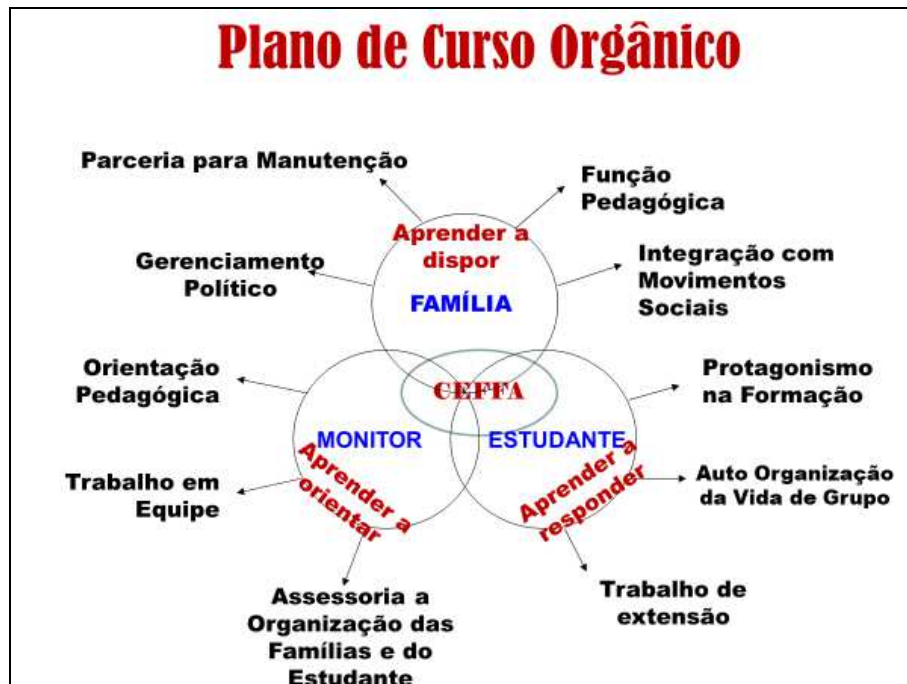 Plano de Curso Orgânico
Parceria para Manutenção
Função
Pedagógica
Aprender a
dispor
Gerenciamento
Político
Integração com
Movimentos
Sociais
FAMÍLIA
Orientação
Pedagógica
Protagonismo
na Formação
CEFFA
MONITOR
ESTUDANTE
Aprender a
orientar
Aprender a
responder
Trabalho em
Equipe
Auto Organização
da Vida de Grupo
Assessoria a
Organização das
Famílias e do
Estudante
Trabalho de
extensão